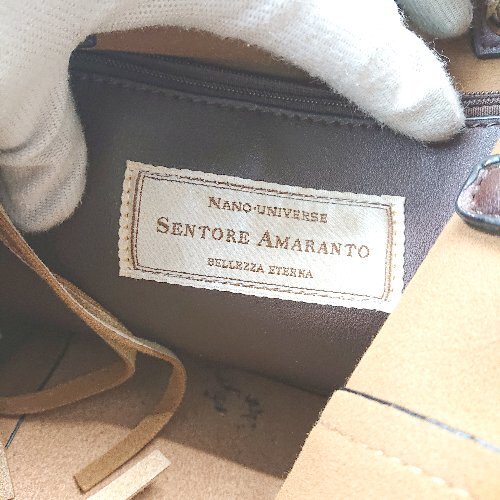 NANO·UNIVERSE
SENTORE AMARANTO
BELLEZZA ETERNA